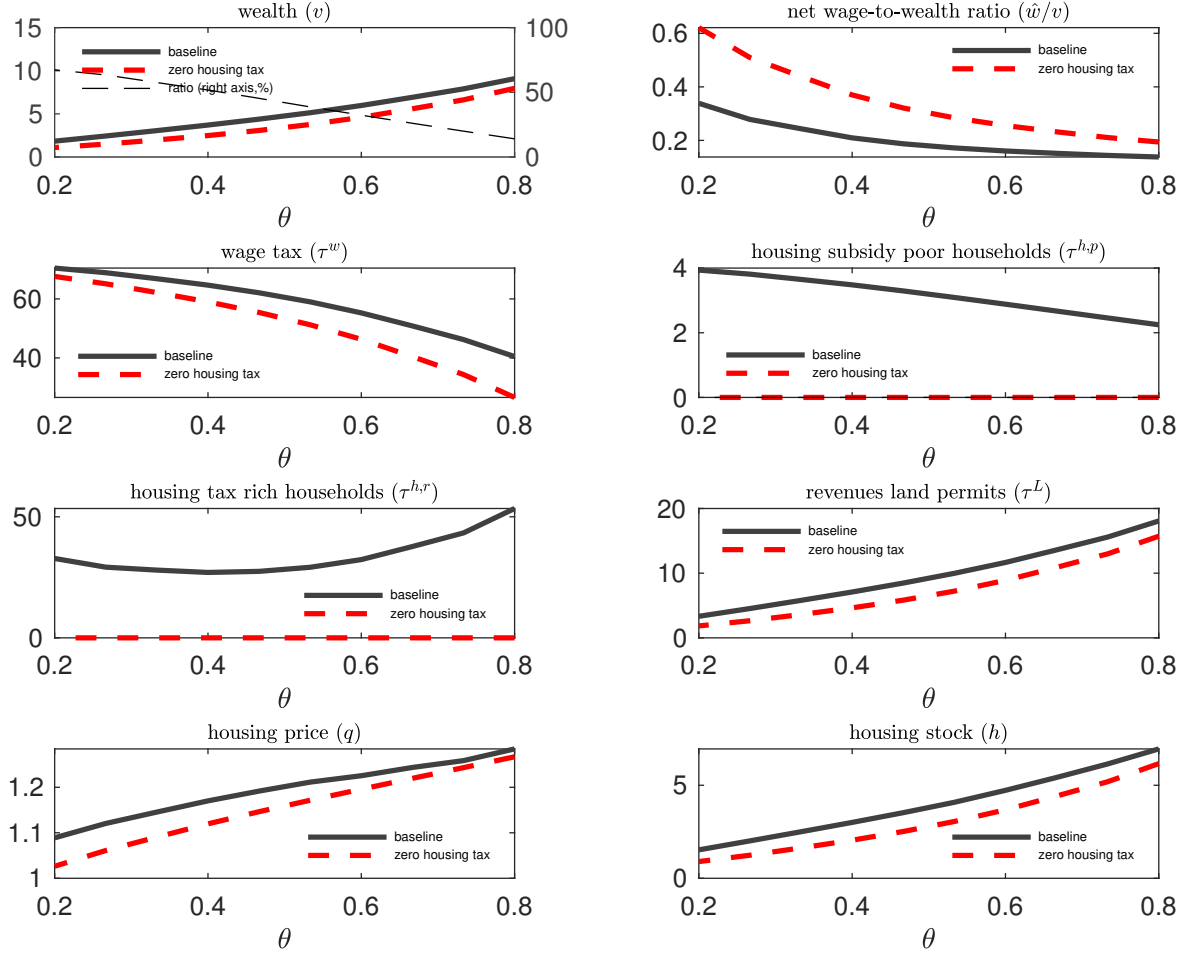 wealth (v)
15
10
5
0
100
50
0
baseline
zero housing tax
ratio (right axis,%)
0.2 0.4 0.6 0.8
θ
net wage-to-wealth ratio (ŵ/v)
0.6
0.4
0.2
baseline
zero housing tax
0.2 0.4 0.6 0.8
θ
wage tax (τ^w)
60
40
baseline
zero housing tax
0.2 0.4 0.6 0.8
θ
housing subsidy poor households (τ^{h,p})
4
2
0
baseline
zero housing tax
0.2 0.4 0.6 0.8
θ
housing tax rich households (τ^{h,r})
50
0
baseline
zero housing tax
0.2 0.4 0.6 0.8
θ
revenues land permits (τ^L)
20
10
0
baseline
zero housing tax
0.2 0.4 0.6 0.8
θ
housing price (q)
1.2
1.1
1
baseline
zero housing tax
0.2 0.4 0.6 0.8
θ
housing stock (h)
5
0
baseline
zero housing tax
0.2 0.4 0.6 0.8
θ